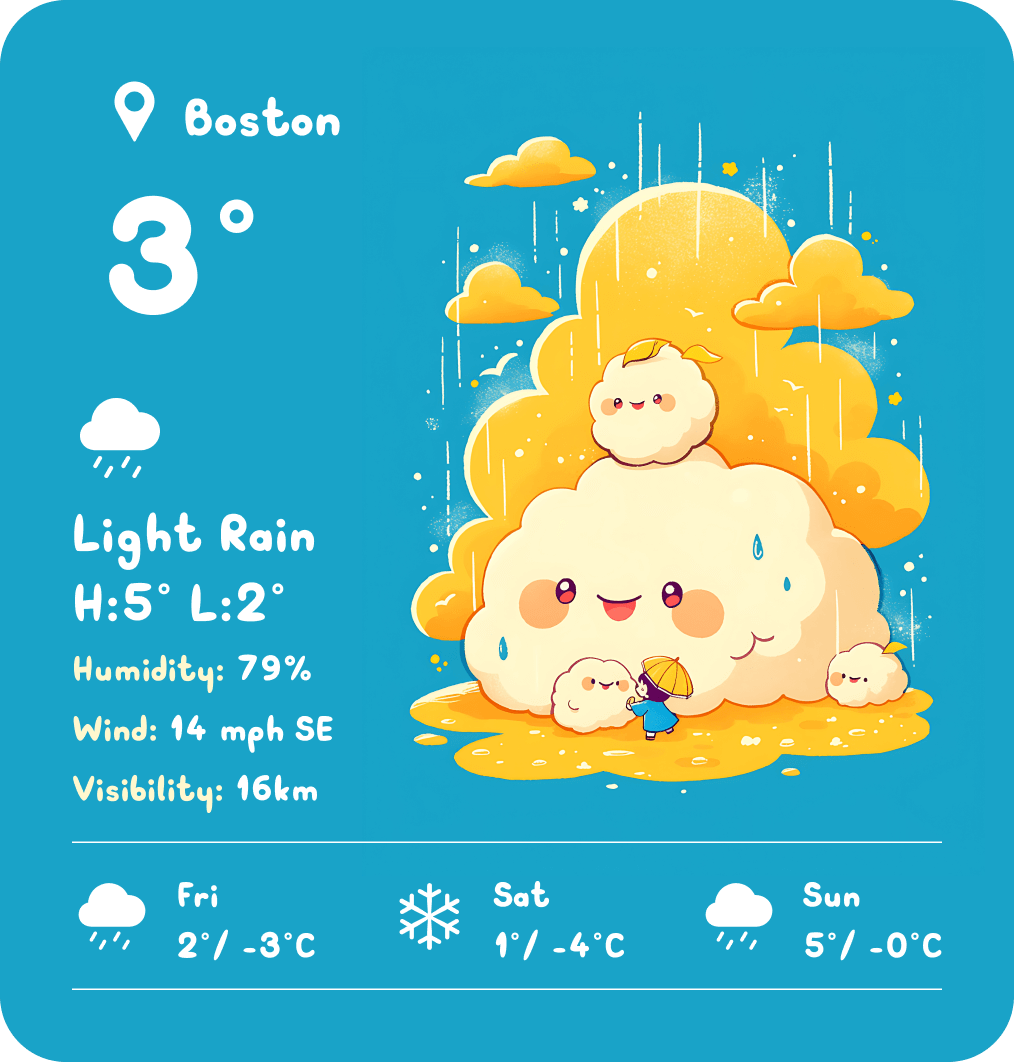 Boston
3°
Light Rain
H:5° L:2°
Humidity: 79%
Wind: 14 mph SE
Visibility: 16km
Fri
2°/ -3°C
Sat
1°/ -4°C
Sun
5°/ -0°C